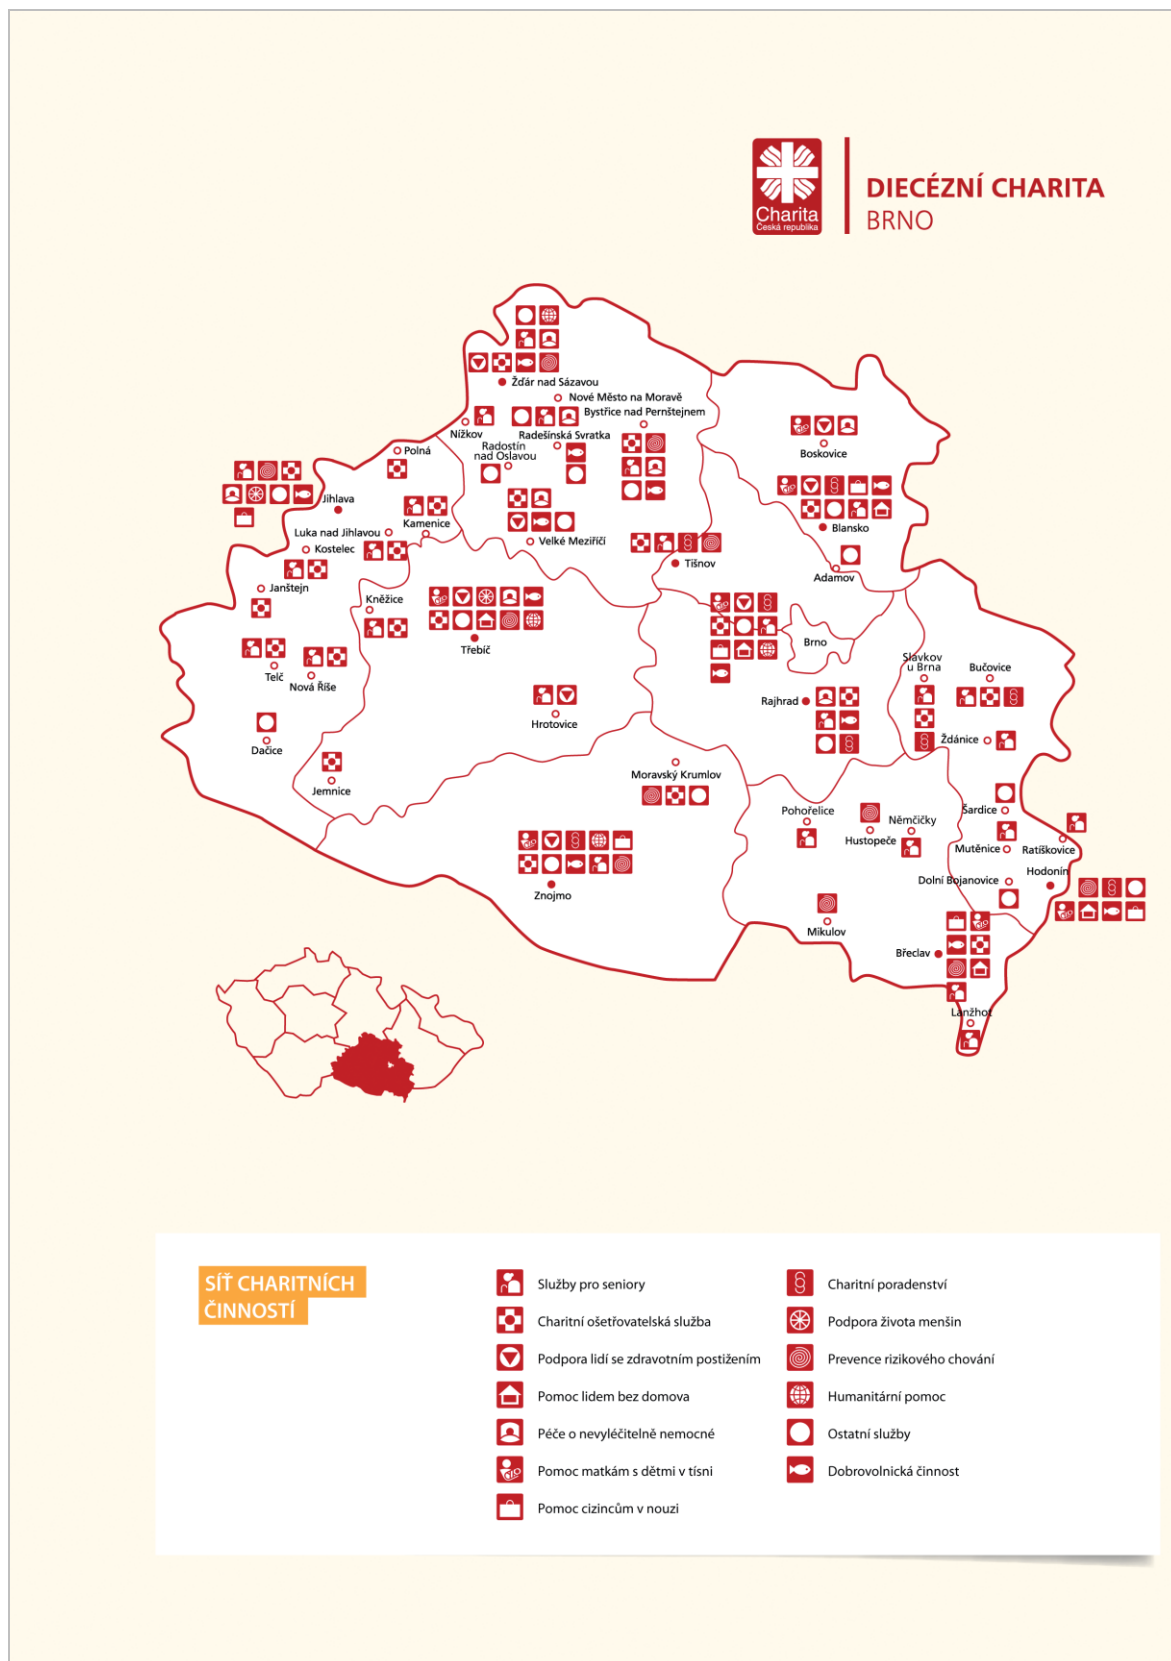 Charita
Česká republika
DIECÉZNÍ CHARITA
BRNO
Žďár nad Sázavou
Nové Město na Moravě
Bystřice nad Pernštejnem
Nížkov
Radešínská Svratka
Radostín
nad Oslavou
Polná
Boskovice
Jihlava
Kamenice
Luka nad Jihlavou
Velké Meziříčí
Blansko
Kostelec
Tišnov
Adamov
Janštejn
Kněžice
Třebíč
Brno
Slavkov
u Brna
Bučovice
Telč
Nová Říše
Rajhrad
Hrotovice
Ždánice
Dačice
Moravský Krumlov
Jemnice
Pohořelice
Němčičky
Šardice
Hustopeče
Mutěnice
Ratíškovice
Hodonín
Dolní Bojanovice
Znojmo
Mikulov
Břeclav
Lanžhot
SÍŤ CHARITNÍCH
ČINNOSTÍ
Služby pro seniory
Charitní ošetřovatelská služba
Podpora lidí se zdravotním postižením
Pomoc lidem bez domova
Péče o nevyléčitelně nemocné
Pomoc matkám s dětmi v tísni
Pomoc cizincům v nouzi
Charitní poradenství
Podpora života menšin
Prevence rizikového chování
Humanitární pomoc
Ostatní služby
Dobrovolnická činnost